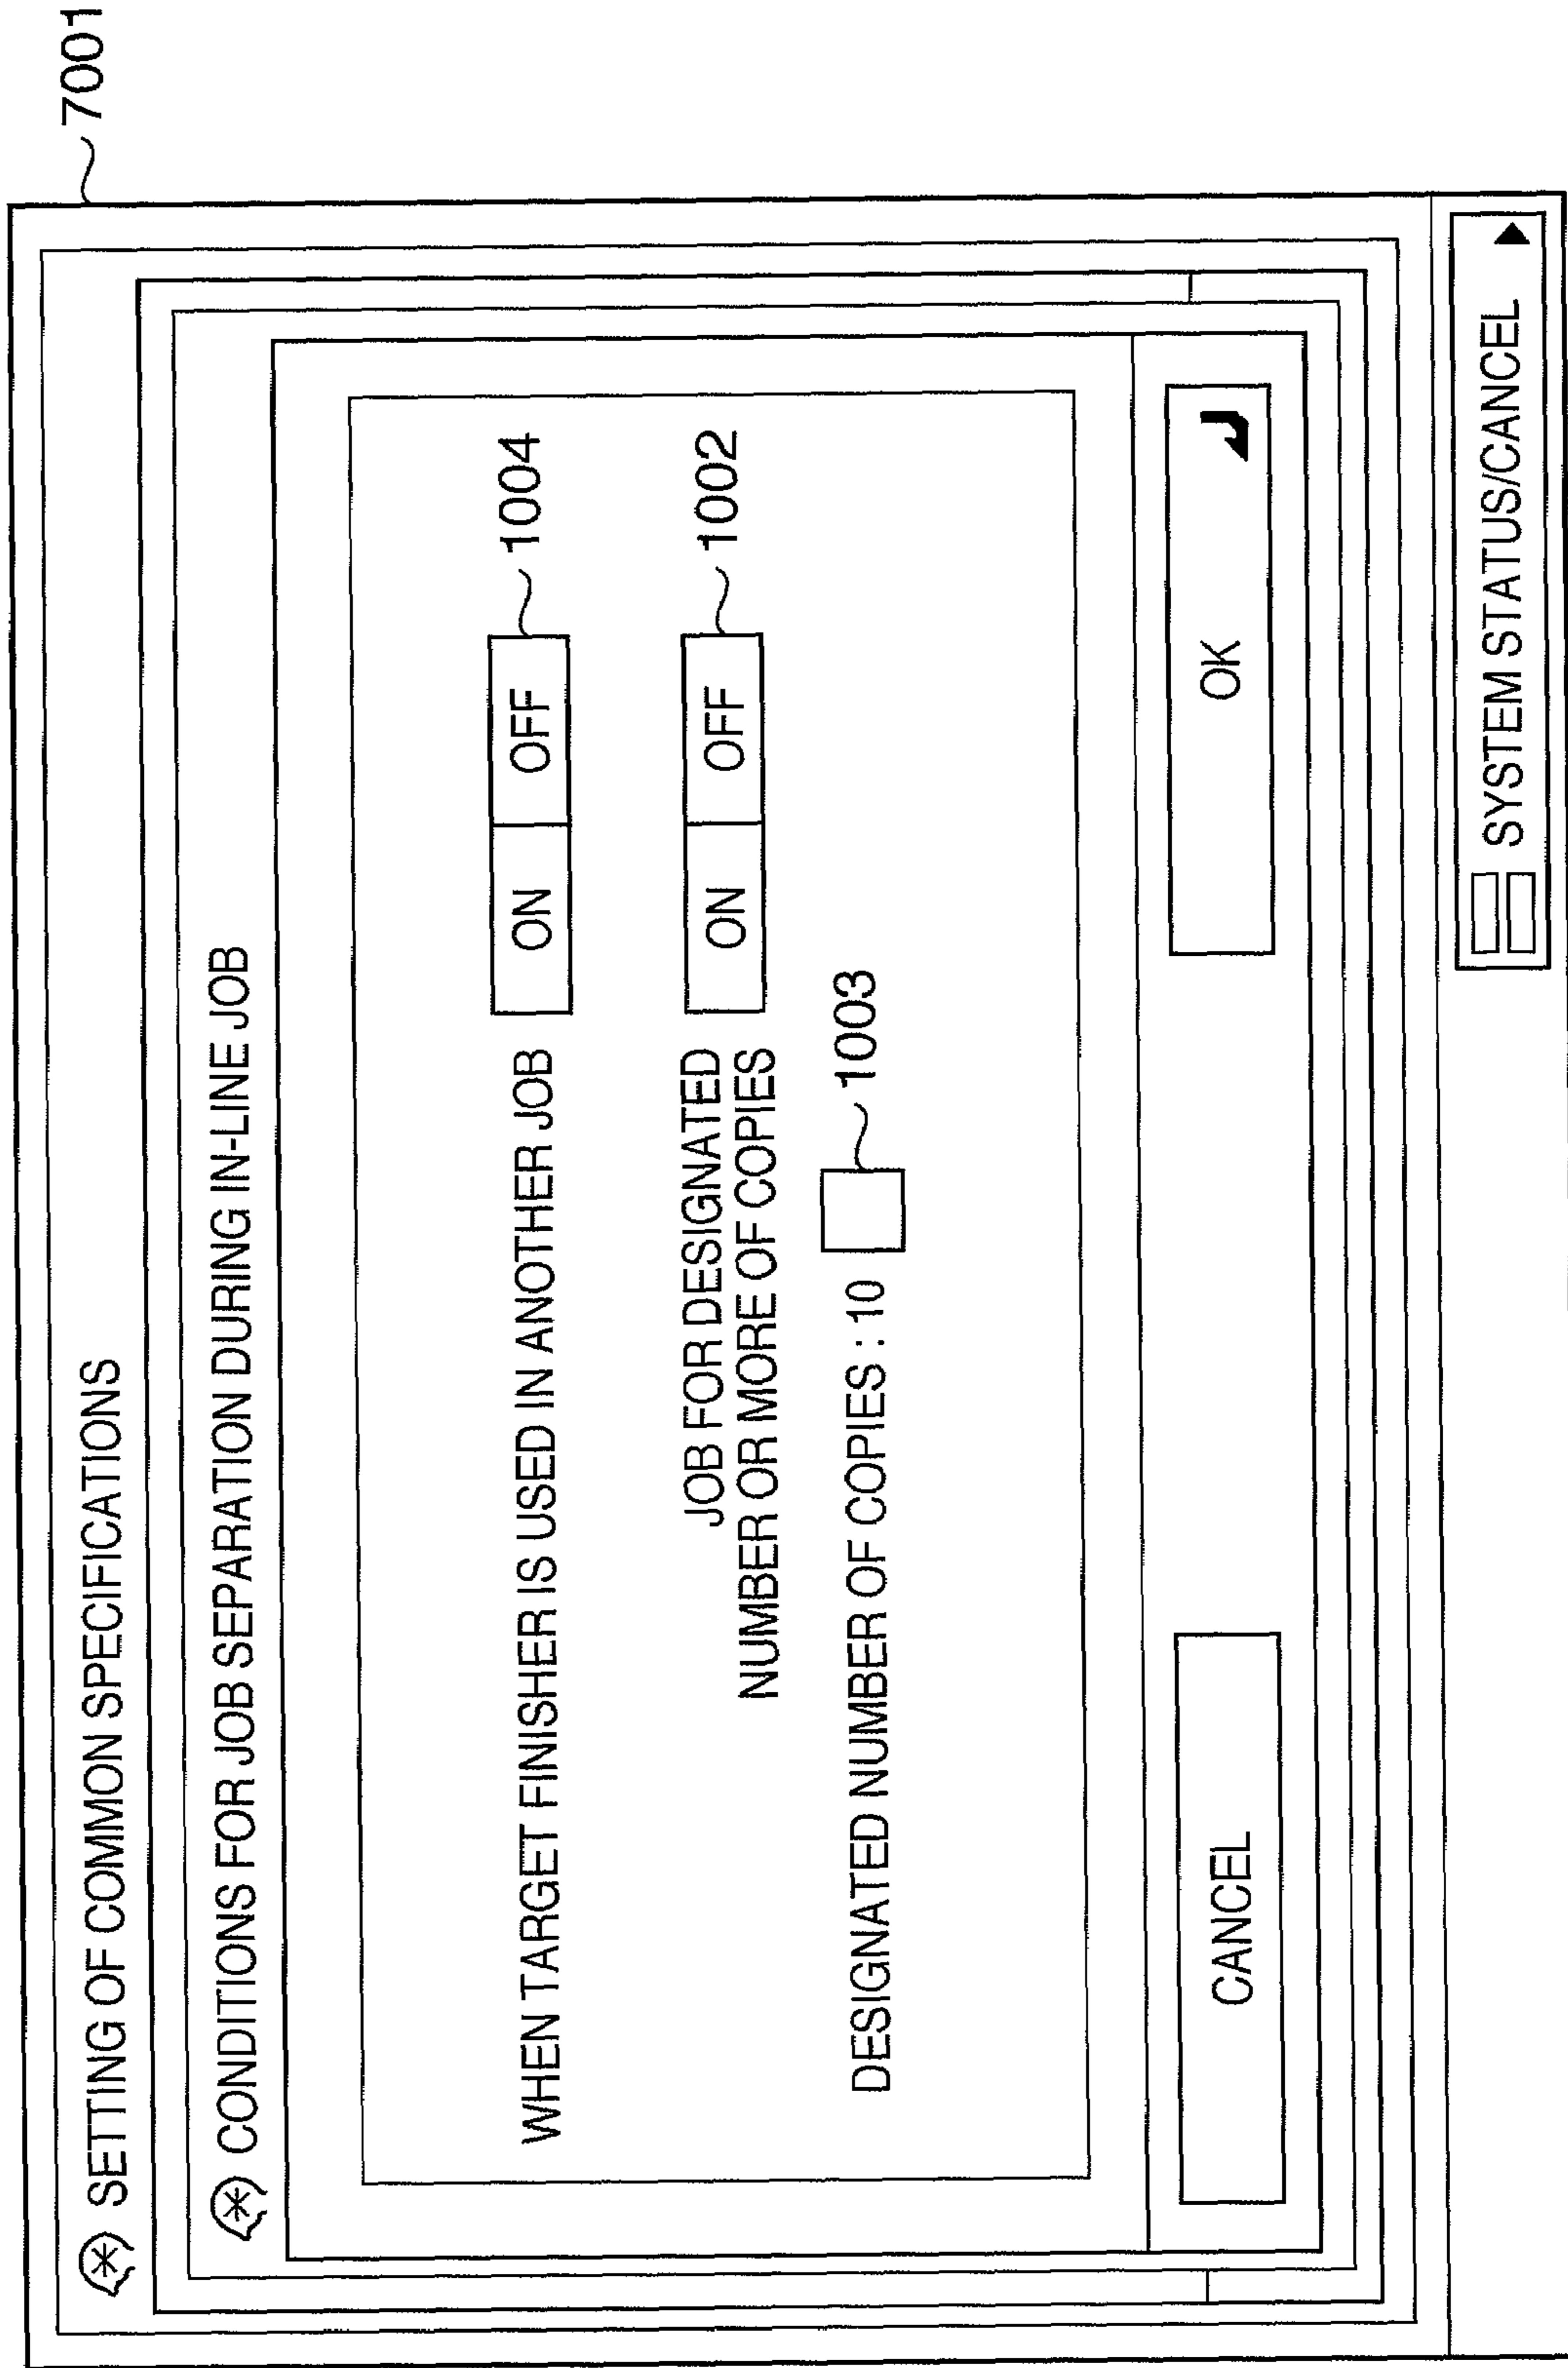 7001
SETTING OF COMMON SPECIFICATIONS
CONDITIONS FOR JOB SEPARATION DURING IN-LINE JOB
WHEN TARGET FINISHER IS USED IN ANOTHER JOB ON OFF 1004
JOB FOR DESIGNATED
NUMBER OR MORE OF COPIES ON OFF 1002
DESIGNATED NUMBER OF COPIES : 10 1003
CANCEL OK
SYSTEM STATUS/CANCEL